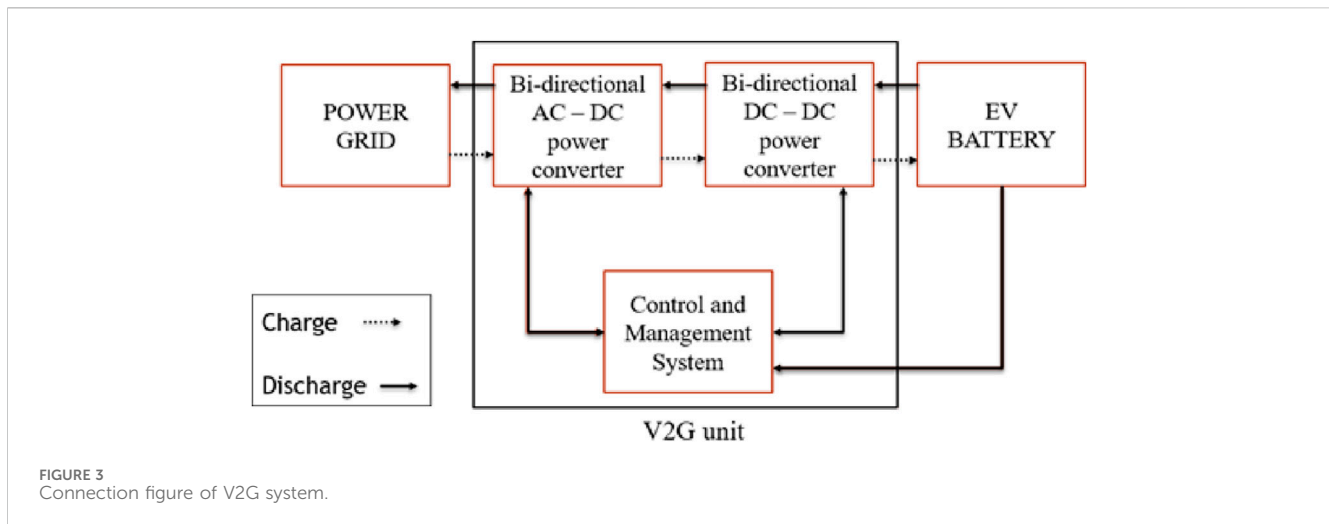 POWER
GRID
Bi-directional
AC – DC
power
converter
Bi-directional
DC – DC
power
converter
EV
BATTERY
Control and
Management
System
Charge
Discharge
V2G unit
FIGURE 3
Connection figure of V2G system.